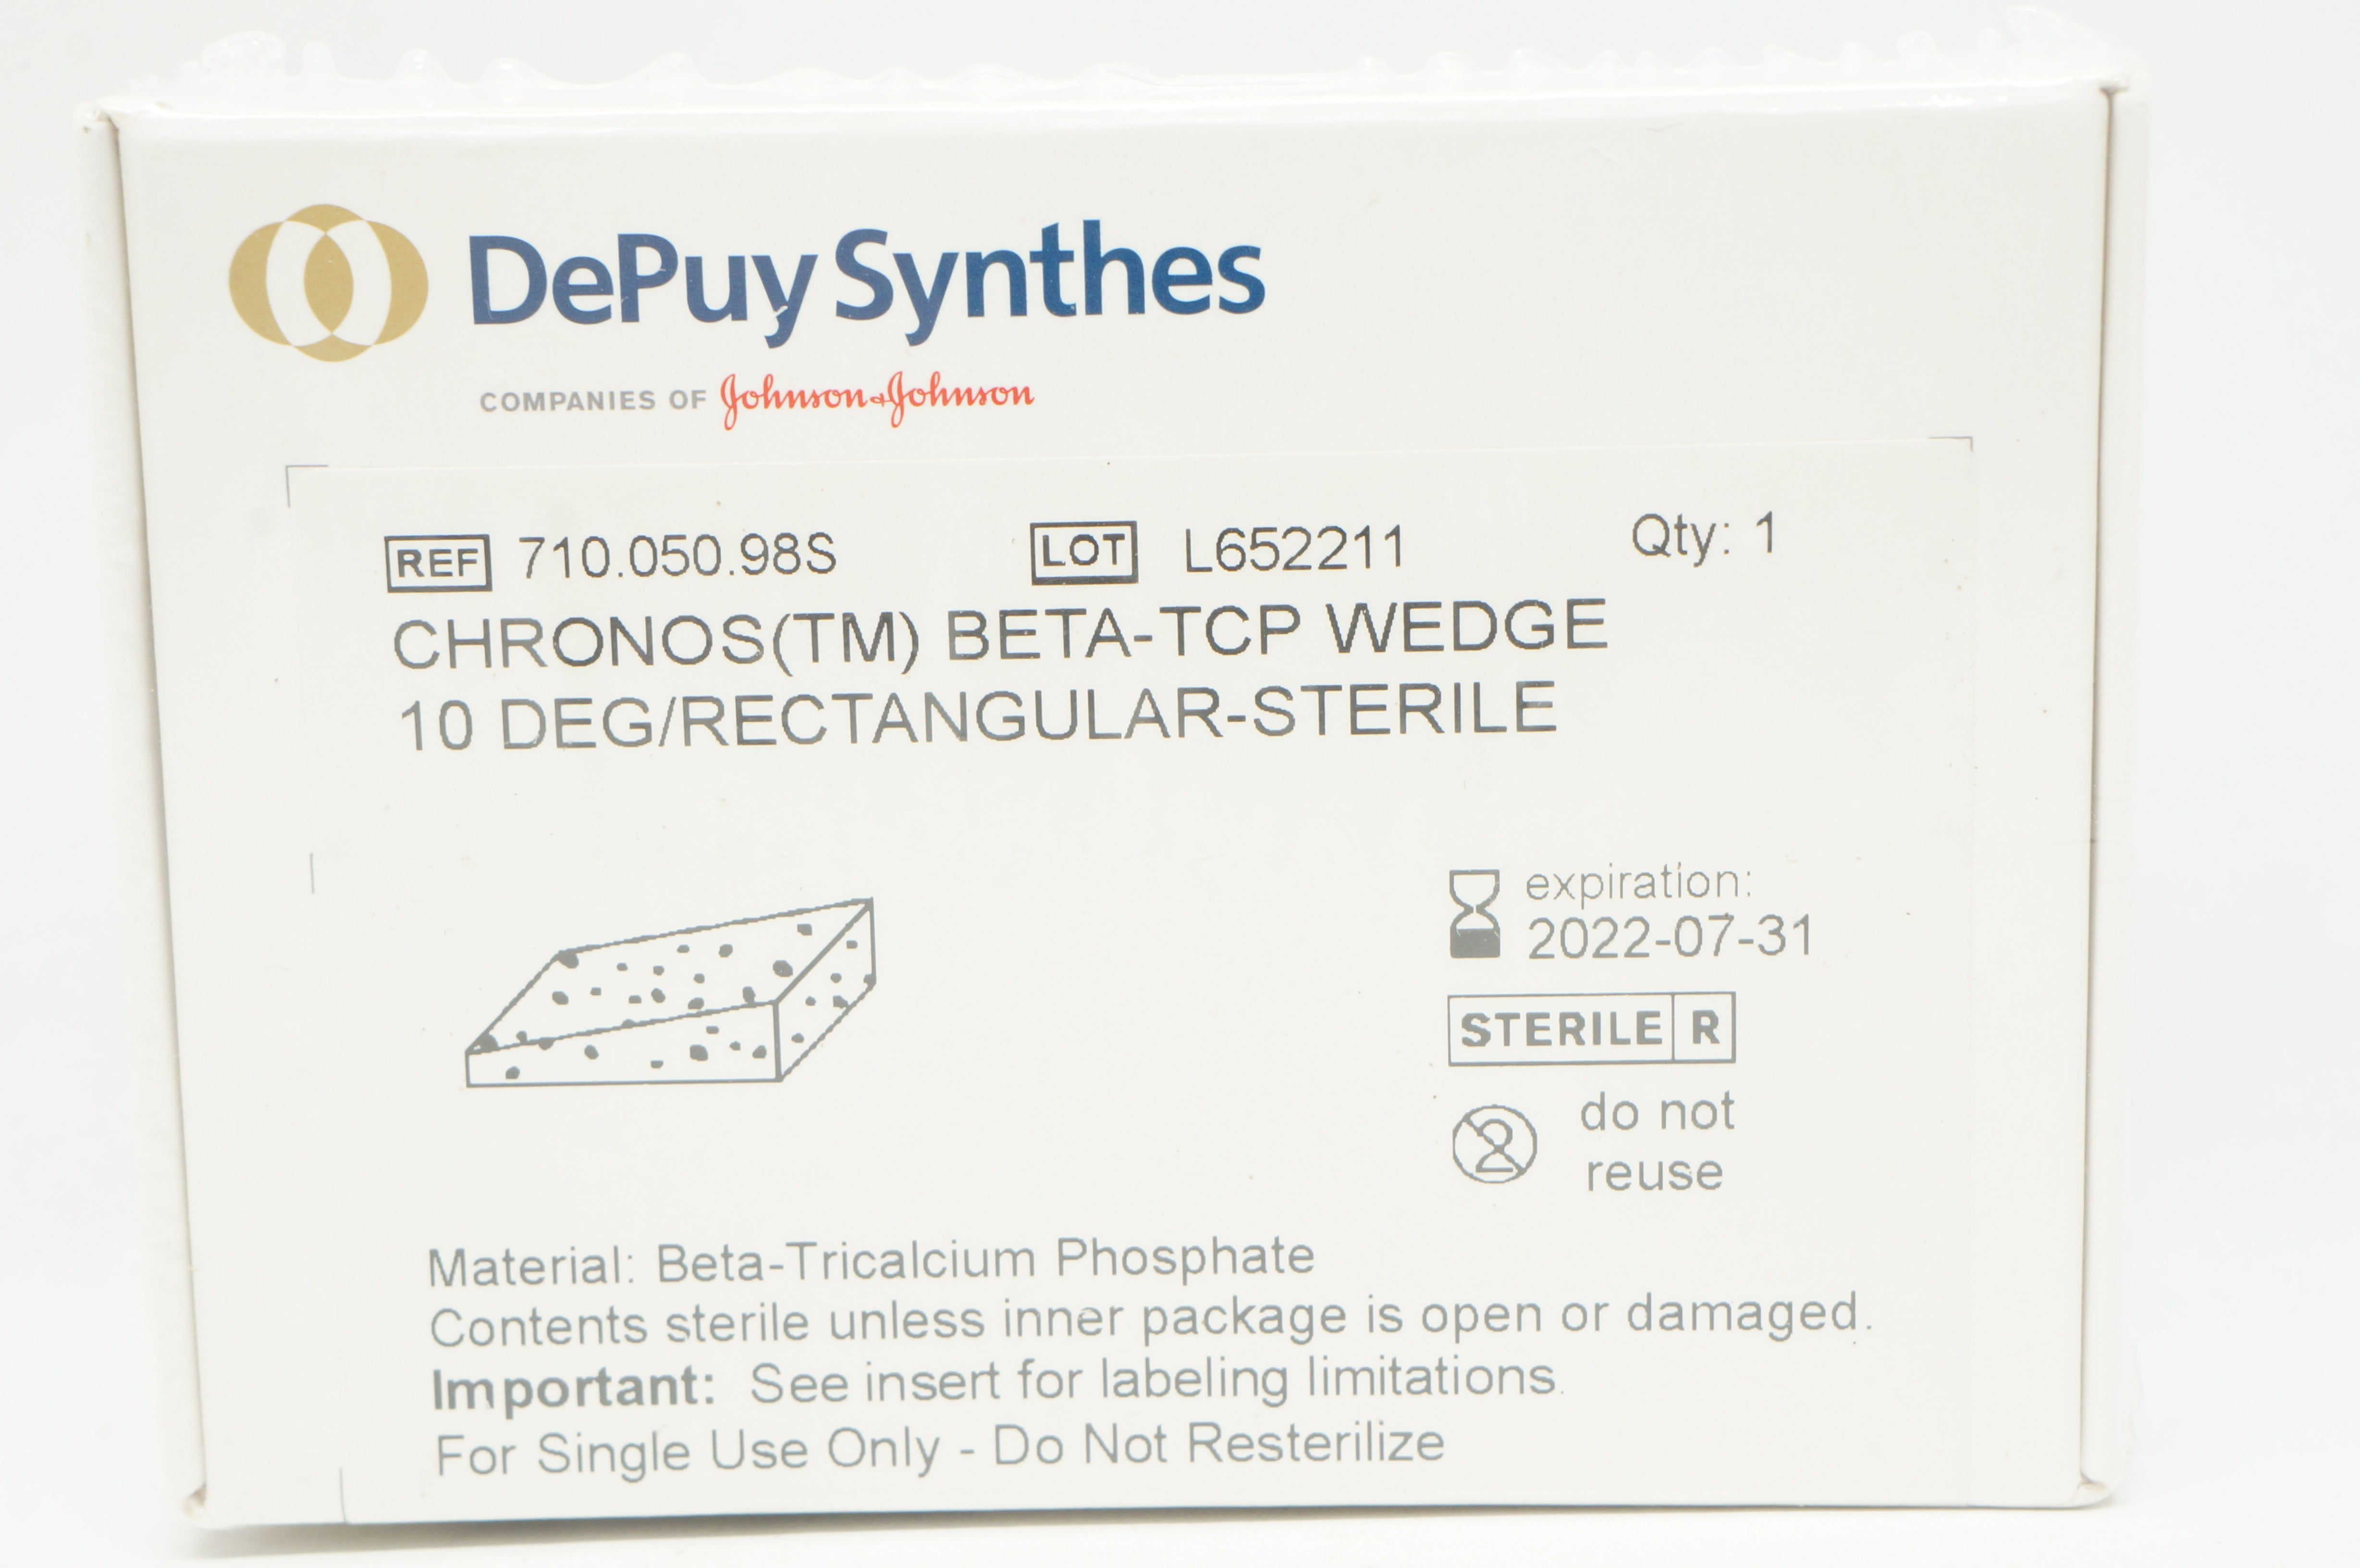 DePuy Synthes
COMPANIES OF Johnson & Johnson
REF 710.050.98S LOT L652211 Qty: 1
CHRONOS(TM) BETA-TCP WEDGE
10 DEG/RECTANGULAR-STERILE
expiration:
2022-07-31
STERILE R
2 do not
reuse
Material: Beta-Tricalcium Phosphate
Contents sterile unless inner package is open or damaged.
Important: See insert for labeling limitations.
For Single Use Only - Do Not Resterilize